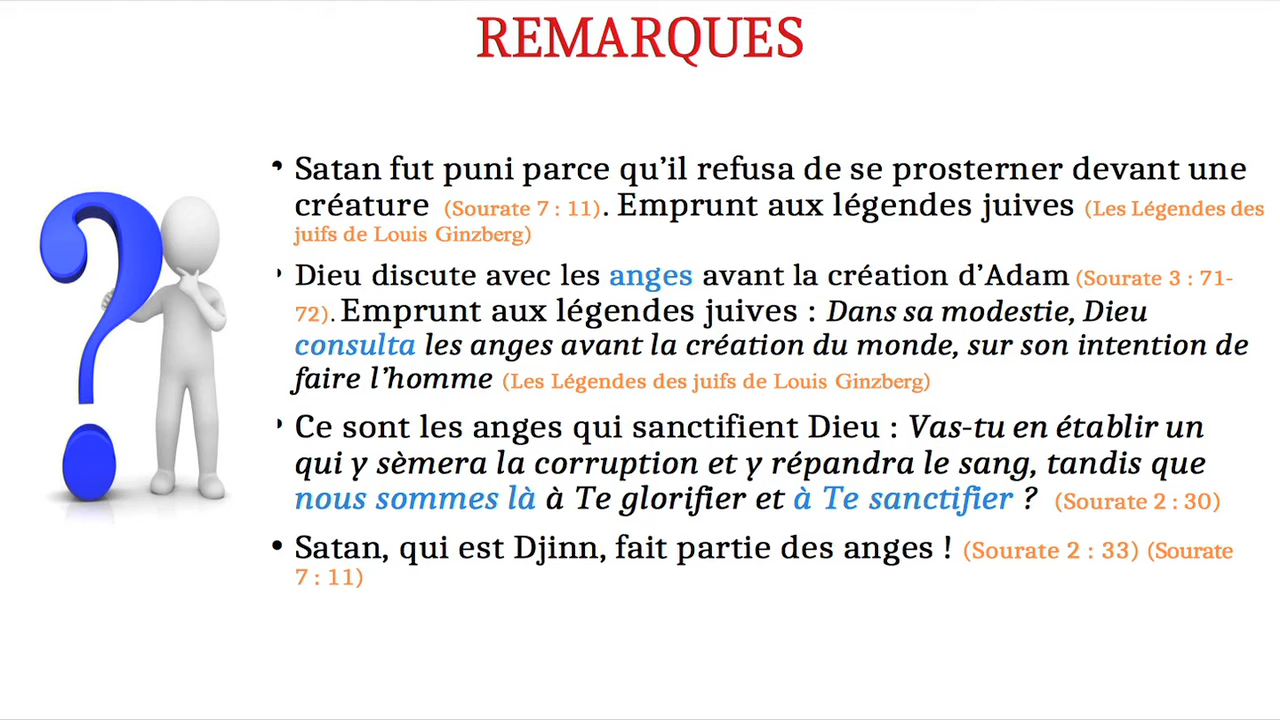 REMARQUES
• Satan fut puni parce qu’il refusa de se prosterner devant une
créature (Sourate 7 : 11). Emprunt aux légendes juives (Les Légendes des
juifs de Louis Ginzberg)
• Dieu discute avec les anges avant la création d’Adam (Sourate 3 : 71-
72). Emprunt aux légendes juives : Dans sa modestie, Dieu
consulta les anges avant la création du monde, sur son intention de
faire l’homme (Les Légendes des juifs de Louis Ginzberg)
• Ce sont les anges qui sanctifient Dieu : Vas-tu en établir un
qui y sèmera la corruption et y répandra le sang, tandis que
nous sommes là à Te glorifier et à Te sanctifier ? (Sourate 2 : 30)
• Satan, qui est Djinn, fait partie des anges ! (Sourate 2 : 33) (Sourate
7 : 11)